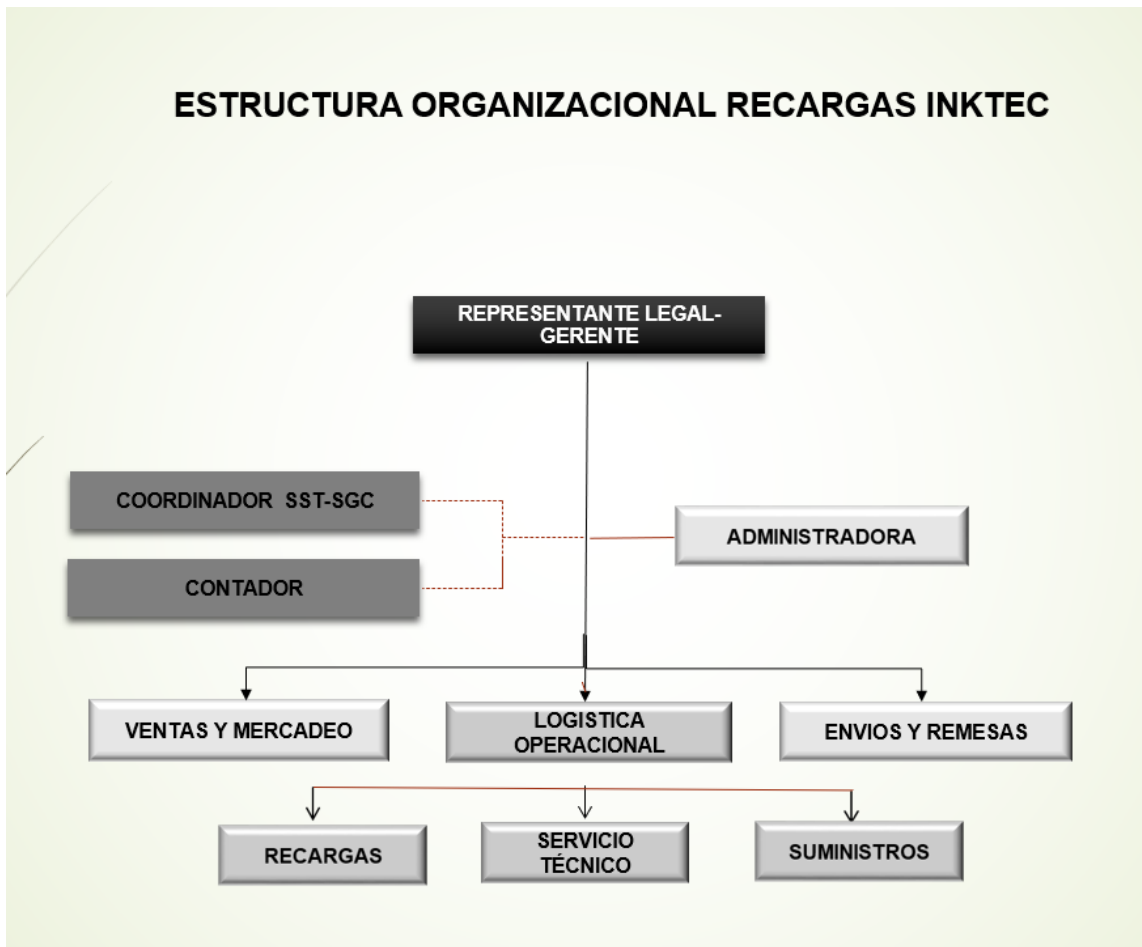 ESTRUCTURA ORGANIZACIONAL RECARGAS INKTEC
REPRESENTANTE LEGAL-
GERENTE
COORDINADOR SST-SGC
ADMINISTRADORA
CONTADOR
VENTAS Y MERCADEO
LOGISTICA
OPERACIONAL
ENVIOS Y REMESAS
RECARGAS
SERVICIO
TÉCNICO
SUMINISTROS